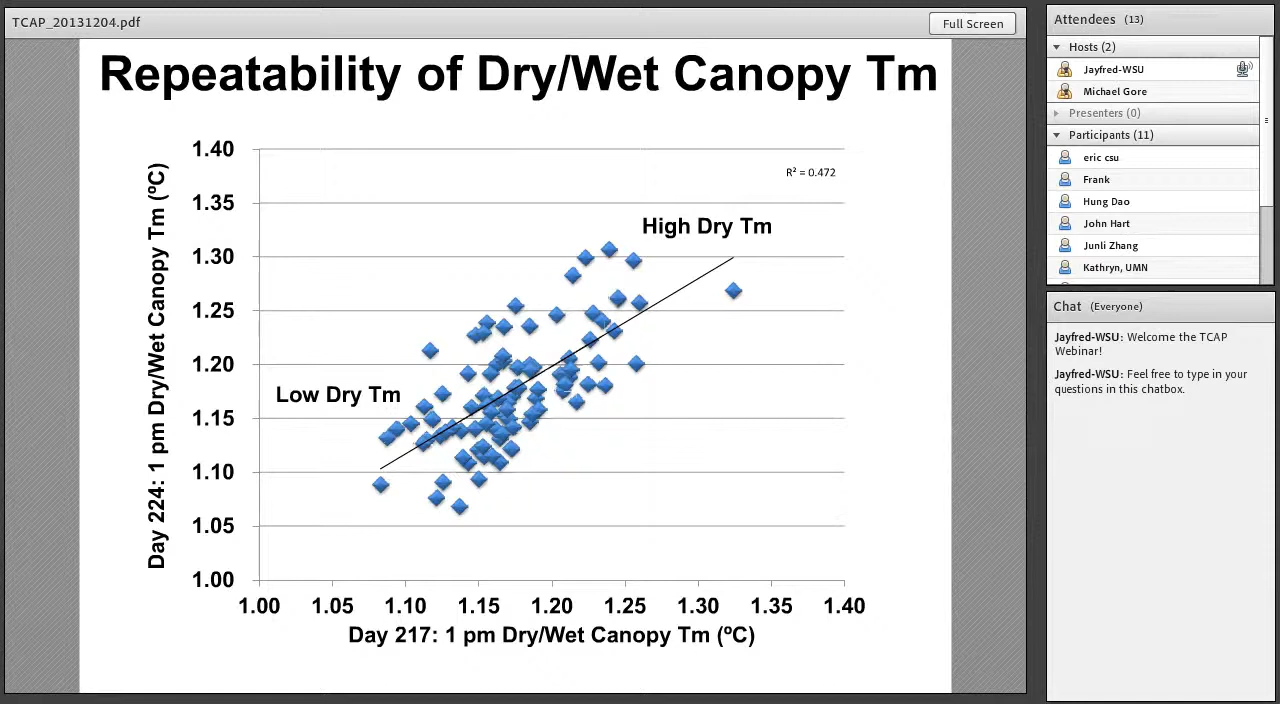 TCAP_20131204.pdf
Full Screen
Repeatability of Dry/Wet Canopy Tm
Day 224: 1 pm Dry/Wet Canopy Tm (ºC)
1.40
1.35
1.30
1.25
1.20
1.15
1.10
1.05
1.00
R² = 0.472
High Dry Tm
Low Dry Tm
1.00 1.05 1.10 1.15 1.20 1.25 1.30 1.35 1.40
Day 217: 1 pm Dry/Wet Canopy Tm (ºC)
Attendees (13)
Hosts (2)
Jayfred-WSU
Michael Gore
Presenters (0)
Participants (11)
eric csu
Frank
Hung Dao
John Hart
Junli Zhang
Kathryn, UMN
Chat (Everyone)
Jayfred-WSU: Welcome the TCAP
Webinar!
Jayfred-WSU: Feel free to type in your
questions in this chatbox.